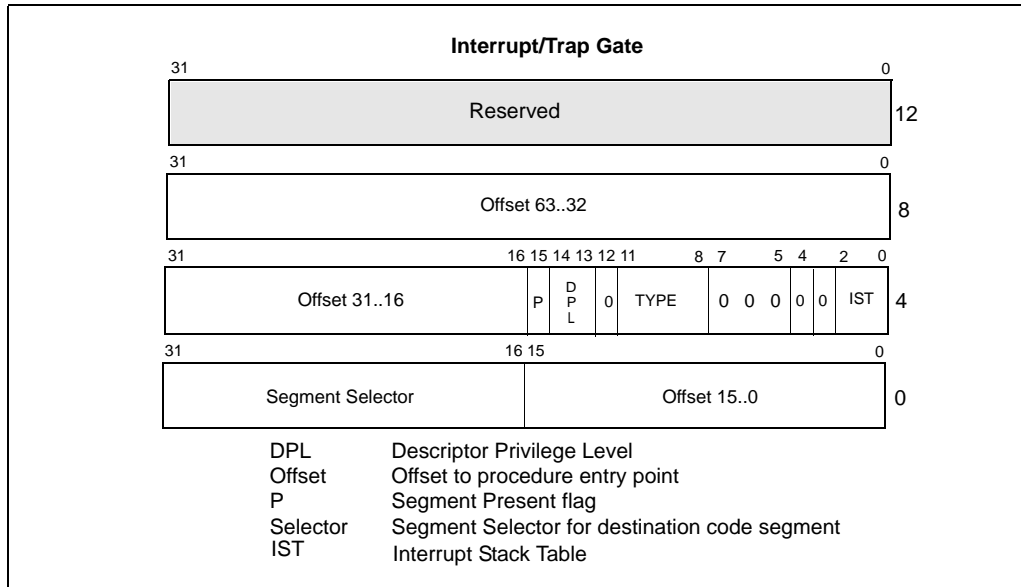 Interrupt/Trap Gate
31 0
Reserved 12
31 0
Offset 63..32 8
31 16 15 14 13 12 11 8 7 5 4 2 0
Offset 31..16 P DPL 0 TYPE 0 0 0 0 0 IST 4
31 16 15 0
Segment Selector Offset 15..0 0
DPL Descriptor Privilege Level
Offset Offset to procedure entry point
P Segment Present flag
Selector Segment Selector for destination code segment
IST Interrupt Stack Table